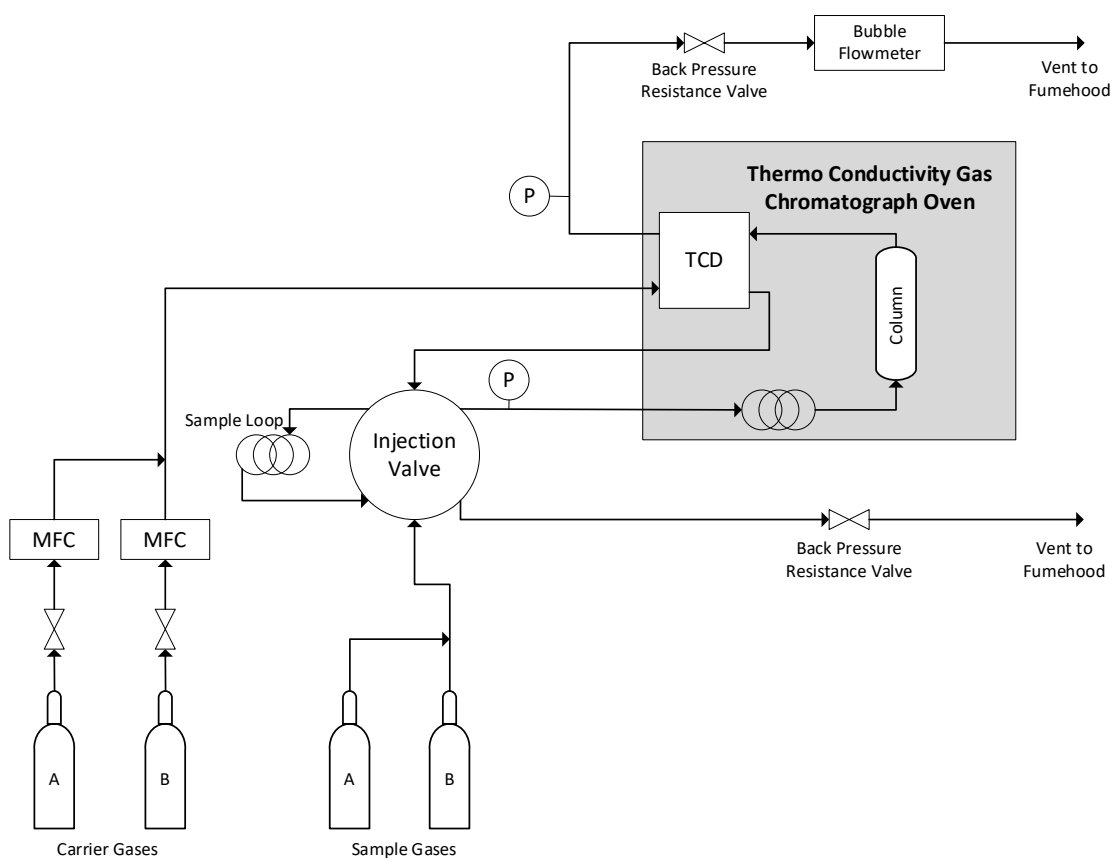 Bubble
Flowmeter
Back Pressure
Resistance Valve
Vent to
Fumehood
Thermo Conductivity Gas
Chromatograph Oven
P
TCD
Column
P
Sample Loop
Injection
Valve
MFC
MFC
Back Pressure
Resistance Valve
Vent to
Fumehood
A
B
A
B
Carrier Gases
Sample Gases